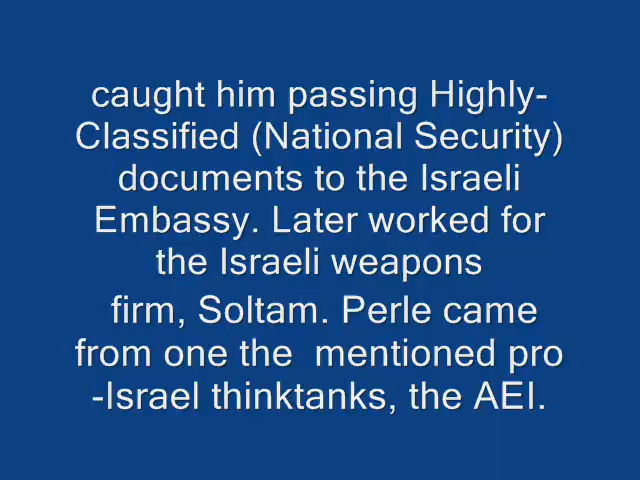 caught him passing Highly-
Classified (National Security)
documents to the Israeli
Embassy. Later worked for
the Israeli weapons
firm, Soltam. Perle came
from one the  mentioned pro
-Israel thinktanks, the AEI.